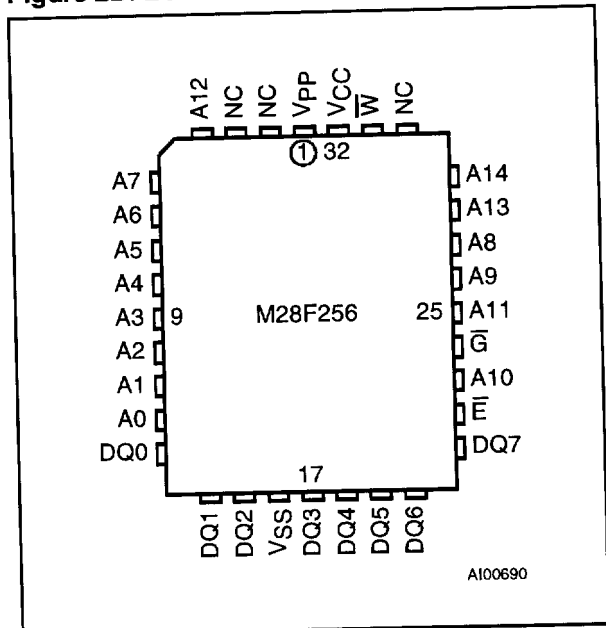 A12 NC NC VPP VCC W̅ NC
1 32
A7 A14
A6 A13
A5 A8
A4 A9
A3 9 M28F256 25 A11
A2 G̅
A1 A10
A0 E̅
DQ0 DQ7
17
DQ1 DQ2 VSS DQ3 DQ4 DQ5 DQ6
AI00690